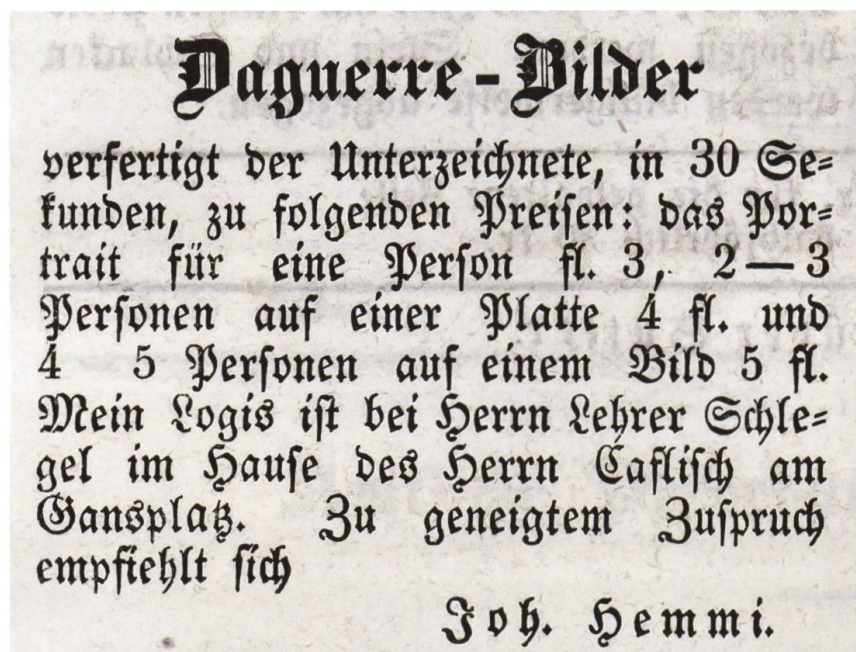 Daguerre-Bilder
verfertigt der Unterzeichnete, in 30 Se-
kunden, zu folgenden Preisen: das Por-
trait für eine Person fl. 3, 2—3
Personen auf einer Platte 4 fl. und
4 5 Personen auf einem Bild 5 fl.
Mein Logis ist bei Herrn Lehrer Schle-
gel im Hause des Herrn Caflisch am
Gansplatz. Zu geneigtem Zuspruch
empfiehlt sich
Joh. Hemmi.